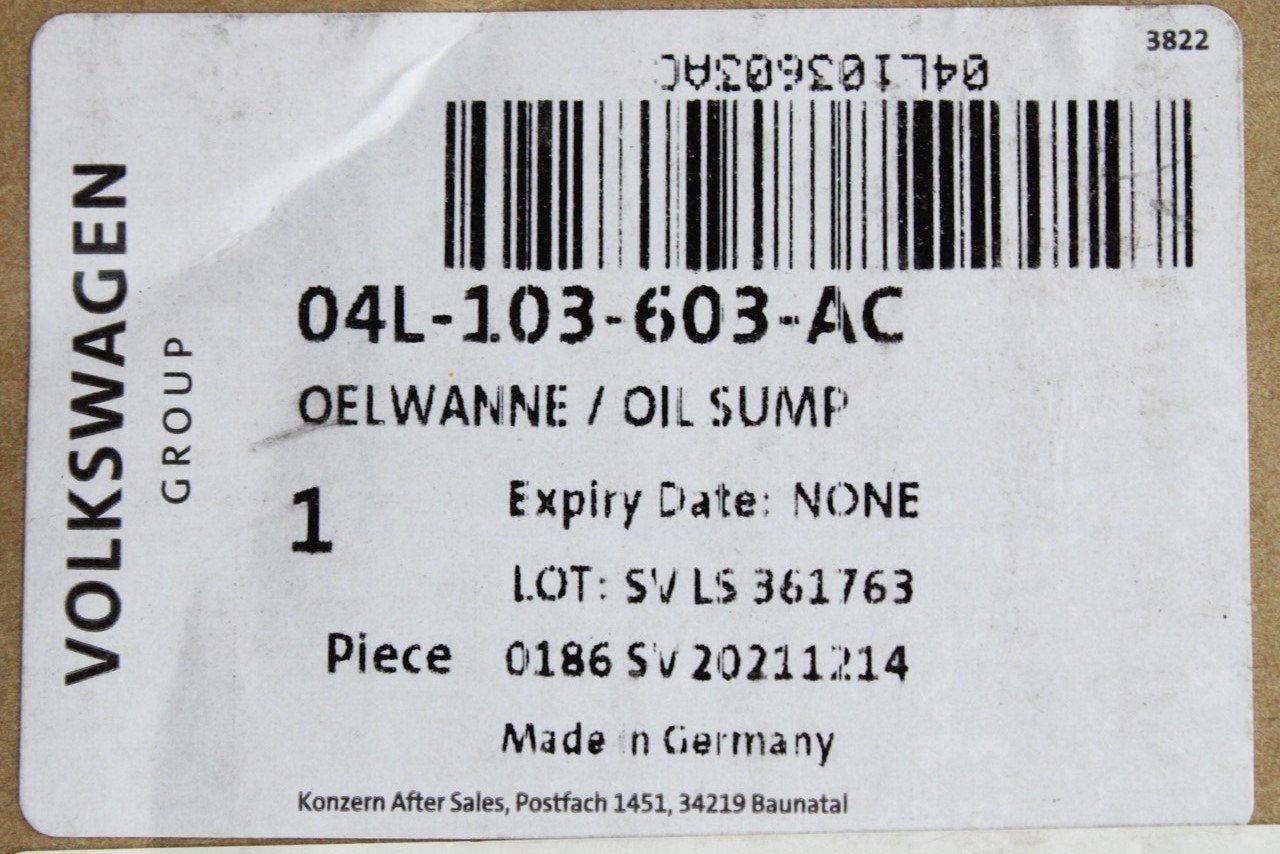 3822
04L103603AC
VOLKSWAGEN
GROUP
04L-103-603-AC
OELWANNE / OIL SUMP
1
Expiry Date: NONE
LOT: SV LS 361763
Piece
0186 SV 20211214
Made in Germany
Konzern After Sales, Postfach 1451, 34219 Baunatal